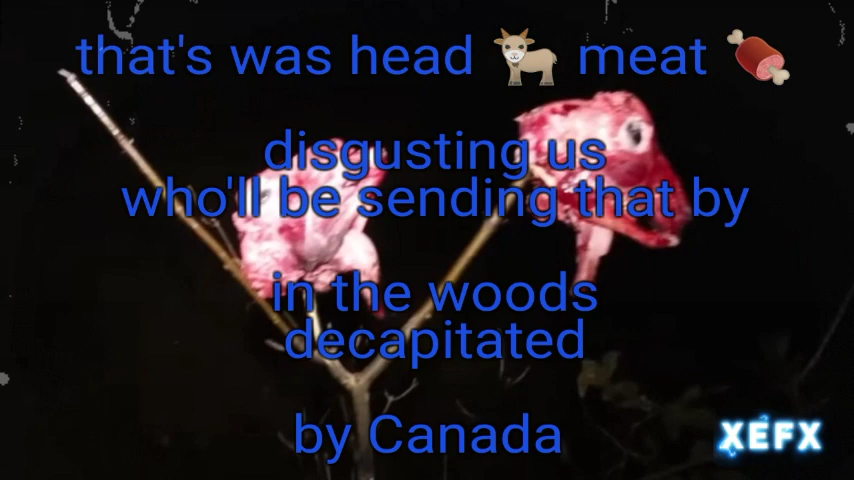 that's was head 🐐 meat 🍖
disgusting us
who'll be sending that by
in the woods
decapitated
by Canada
XEFX